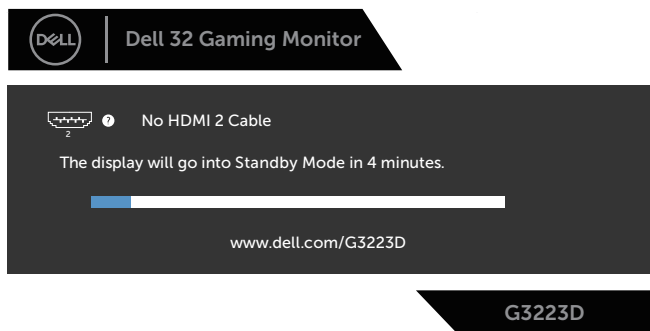 DELL
Dell 32 Gaming Monitor
? No HDMI 2 Cable
2
The display will go into Standby Mode in 4 minutes.
www.dell.com/G3223D
G3223D